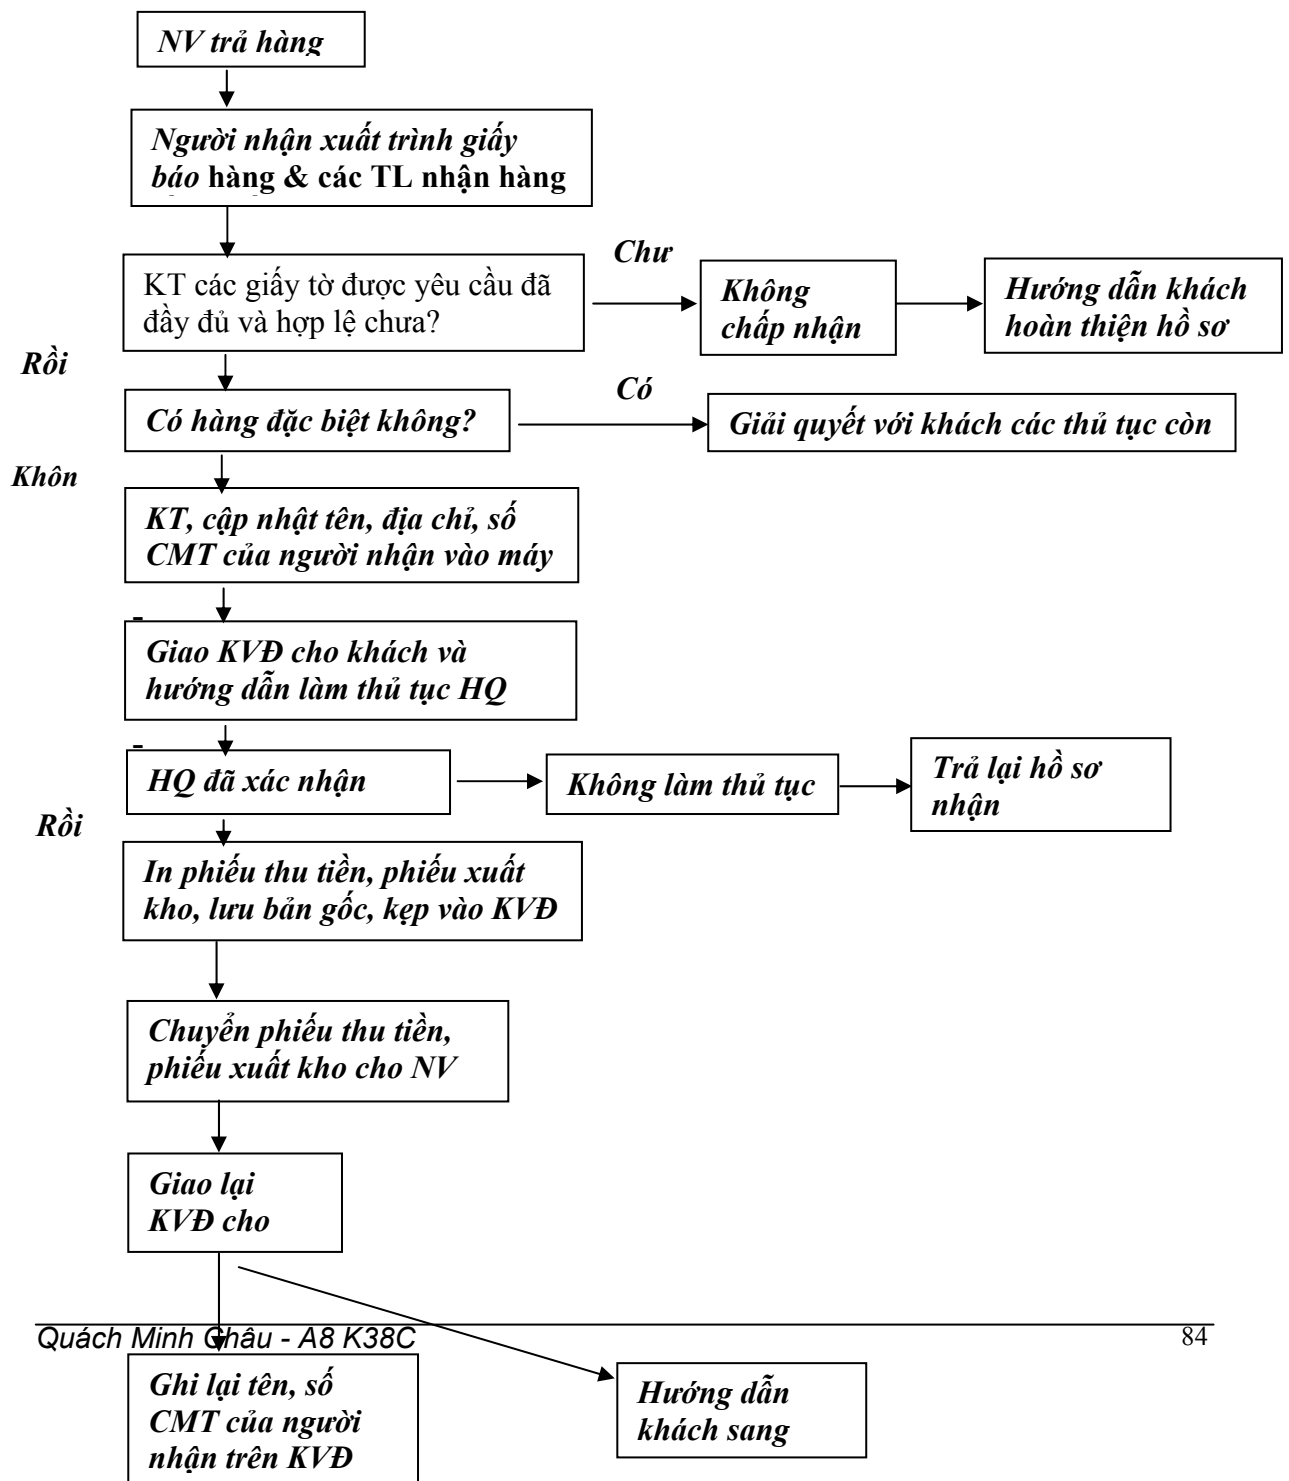 NV trả hàng
Người nhận xuất trình giấy
báo hàng & các TL nhận hàng
Chư
KT các giấy tờ được yêu cầu đã
đầy đủ và hợp lệ chưa?
Không
chấp nhận
Hướng dẫn khách
hoàn thiện hồ sơ
Rồi
Có
Có hàng đặc biệt không?
Giải quyết với khách các thủ tục còn
Khôn
KT, cập nhật tên, địa chỉ, số
CMT của người nhận vào máy
-
Giao KVĐ cho khách và
hướng dẫn làm thủ tục HQ
-
HQ đã xác nhận
Không làm thủ tục
Trả lại hồ sơ
nhận
Rồi
In phiếu thu tiền, phiếu xuất
kho, lưu bản gốc, kẹp vào KVĐ
Chuyển phiếu thu tiền,
phiếu xuất kho cho NV
Giao lại
KVĐ cho
Quách Minh Châu - A8 K38C
84
Ghi lại tên, số
CMT của người
nhận trên KVĐ
Hướng dẫn
khách sang